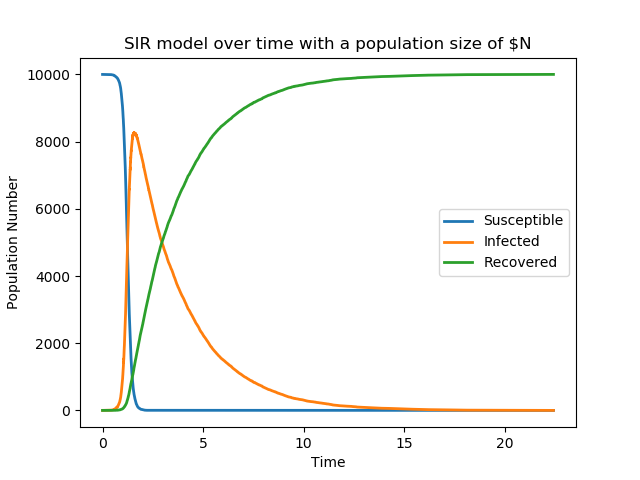 SIR model over time with a population size of $N
10000
8000
6000
4000
2000
0
Population Number
Susceptible
Infected
Recovered
0 5 10 15 20
Time